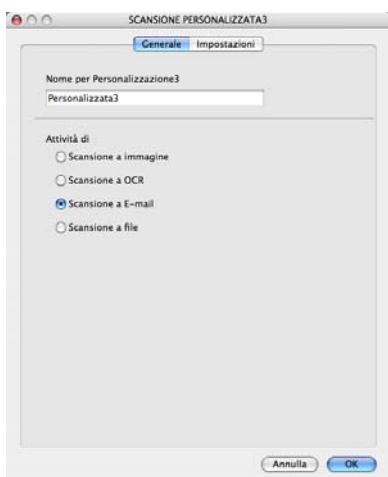 SCANSIONE PERSONALIZZATA3
Generale Impostazioni
Nome per Personalizzazione3
Personalizzata3
Attività di
Scansione a immagine
Scansione a OCR
Scansione a E-mail
Scansione a file
Annulla OK